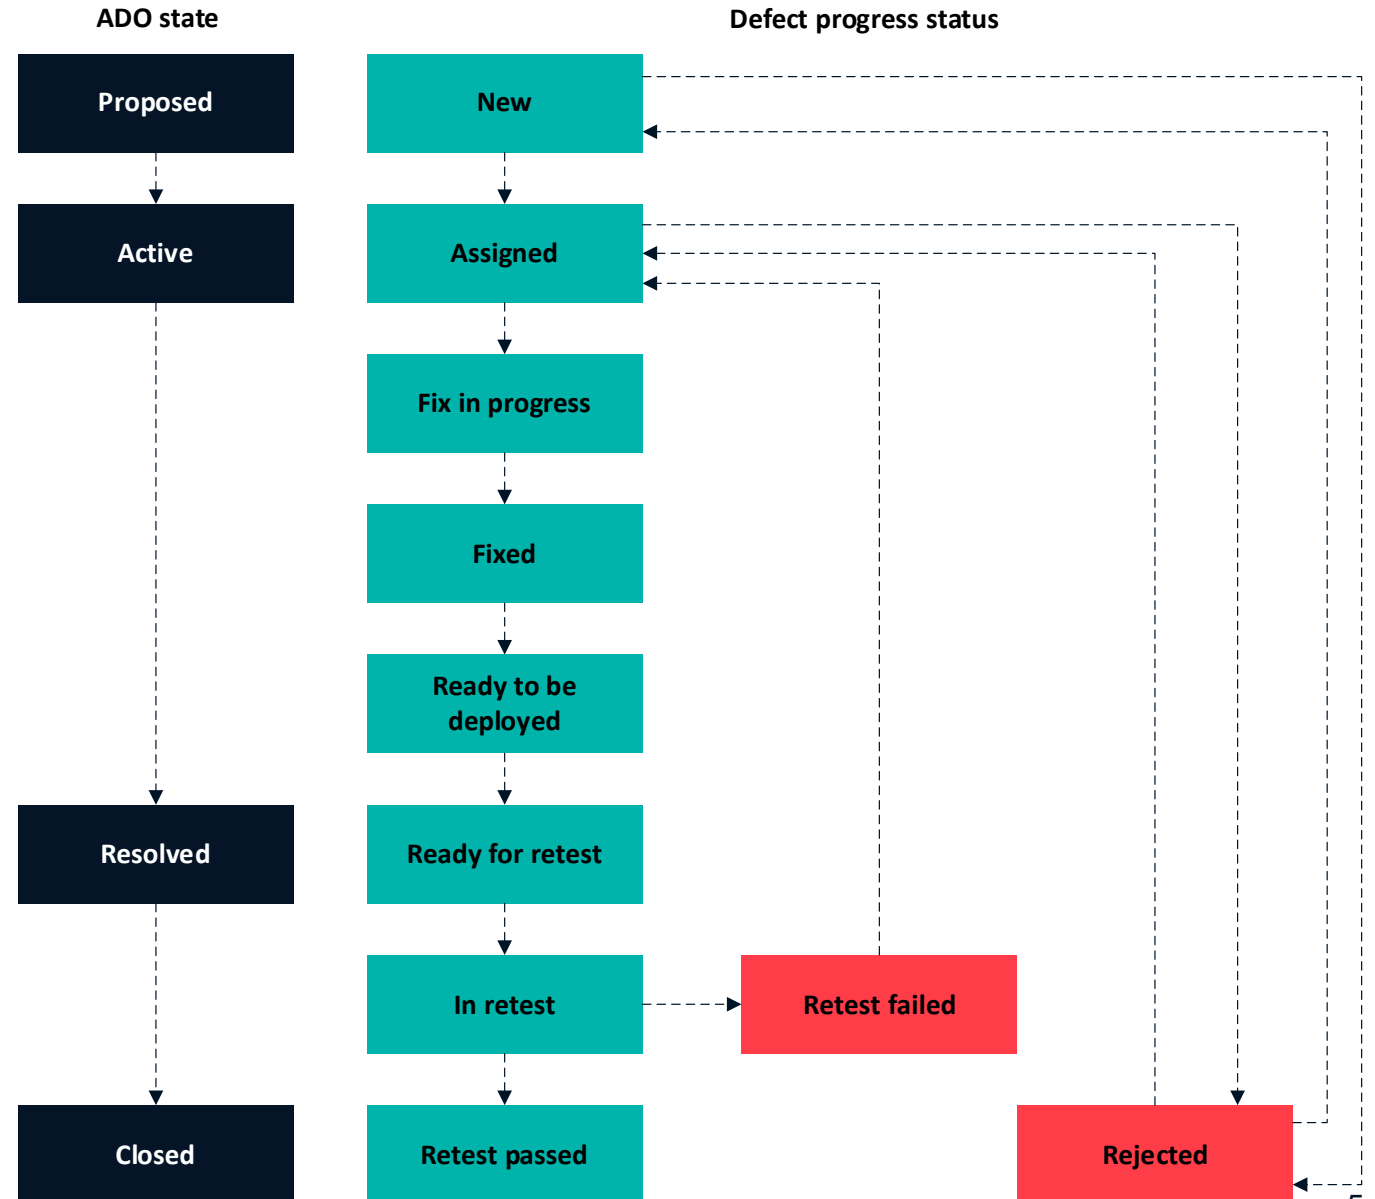 ADO state
Defect progress status
Proposed
New
Active
Assigned
Fix in progress
Fixed
Ready to be
deployed
Resolved
Ready for retest
In retest
Retest failed
Closed
Retest passed
Rejected